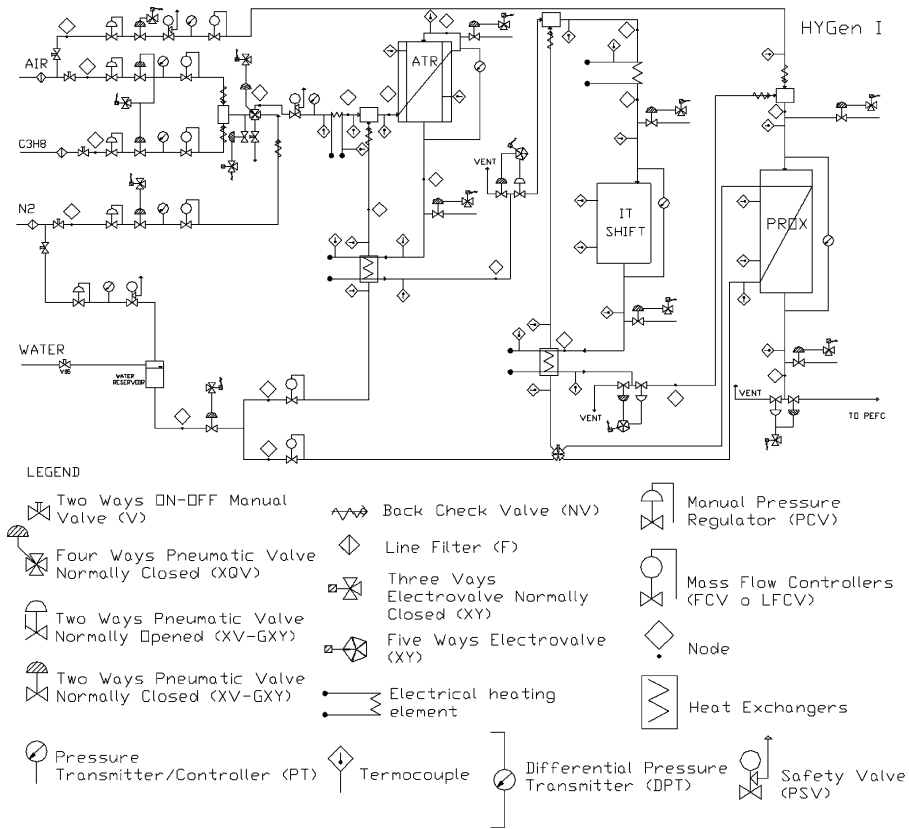 HYGen I
AIR
ATR
C3H8
VENT
N2
IT
SHIFT
PROX
WATER
V06
WATER
RESERVOIR
VENT
VENT
TO PEFC
LEGEND
Two Ways ON-OFF Manual
Valve (V)
Four Ways Pneumatic Valve
Normally Closed (XQV)
Two Ways Pneumatic Valve
Normally Opened (XV-GXY)
Two Ways Pneumatic Valve
Normally Closed (XV-GXY)
Pressure
Transmitter/Controller (PT)
Back Check Valve (NV)
Line Filter (F)
Three Vays
Electrovalve Normally
Closed (XY)
Five Ways Electrovalve
(XY)
Electrical heating
element
Termocouple
Differential Pressure
Transmitter (DPT)
Manual Pressure
Regulator (PCV)
Mass Flow Controllers
(FCV o LFCV)
Node
Heat Exchangers
Safety Valve
(PSV)